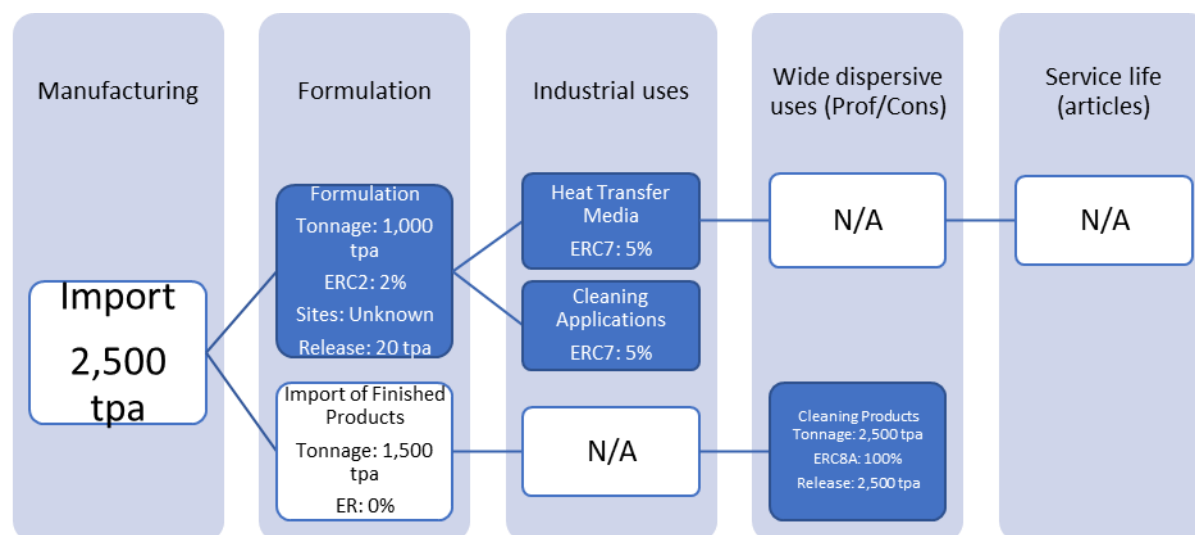 Manufacturing
Formulation
Industrial uses
Wide dispersive
uses (Prof/Cons)
Service life
(articles)
Import
2,500
tpa
Formulation
Tonnage: 1,000
tpa
ERC2: 2%
Sites: Unknown
Release: 20 tpa
Import of Finished
Products
Tonnage: 1,500
tpa
ER: 0%
Heat Transfer
Media
ERC7: 5%
Cleaning
Applications
ERC7: 5%
N/A
N/A
Cleaning Products
Tonnage: 2,500 tpa
ERC8A: 100%
Release: 2,500 tpa
N/A